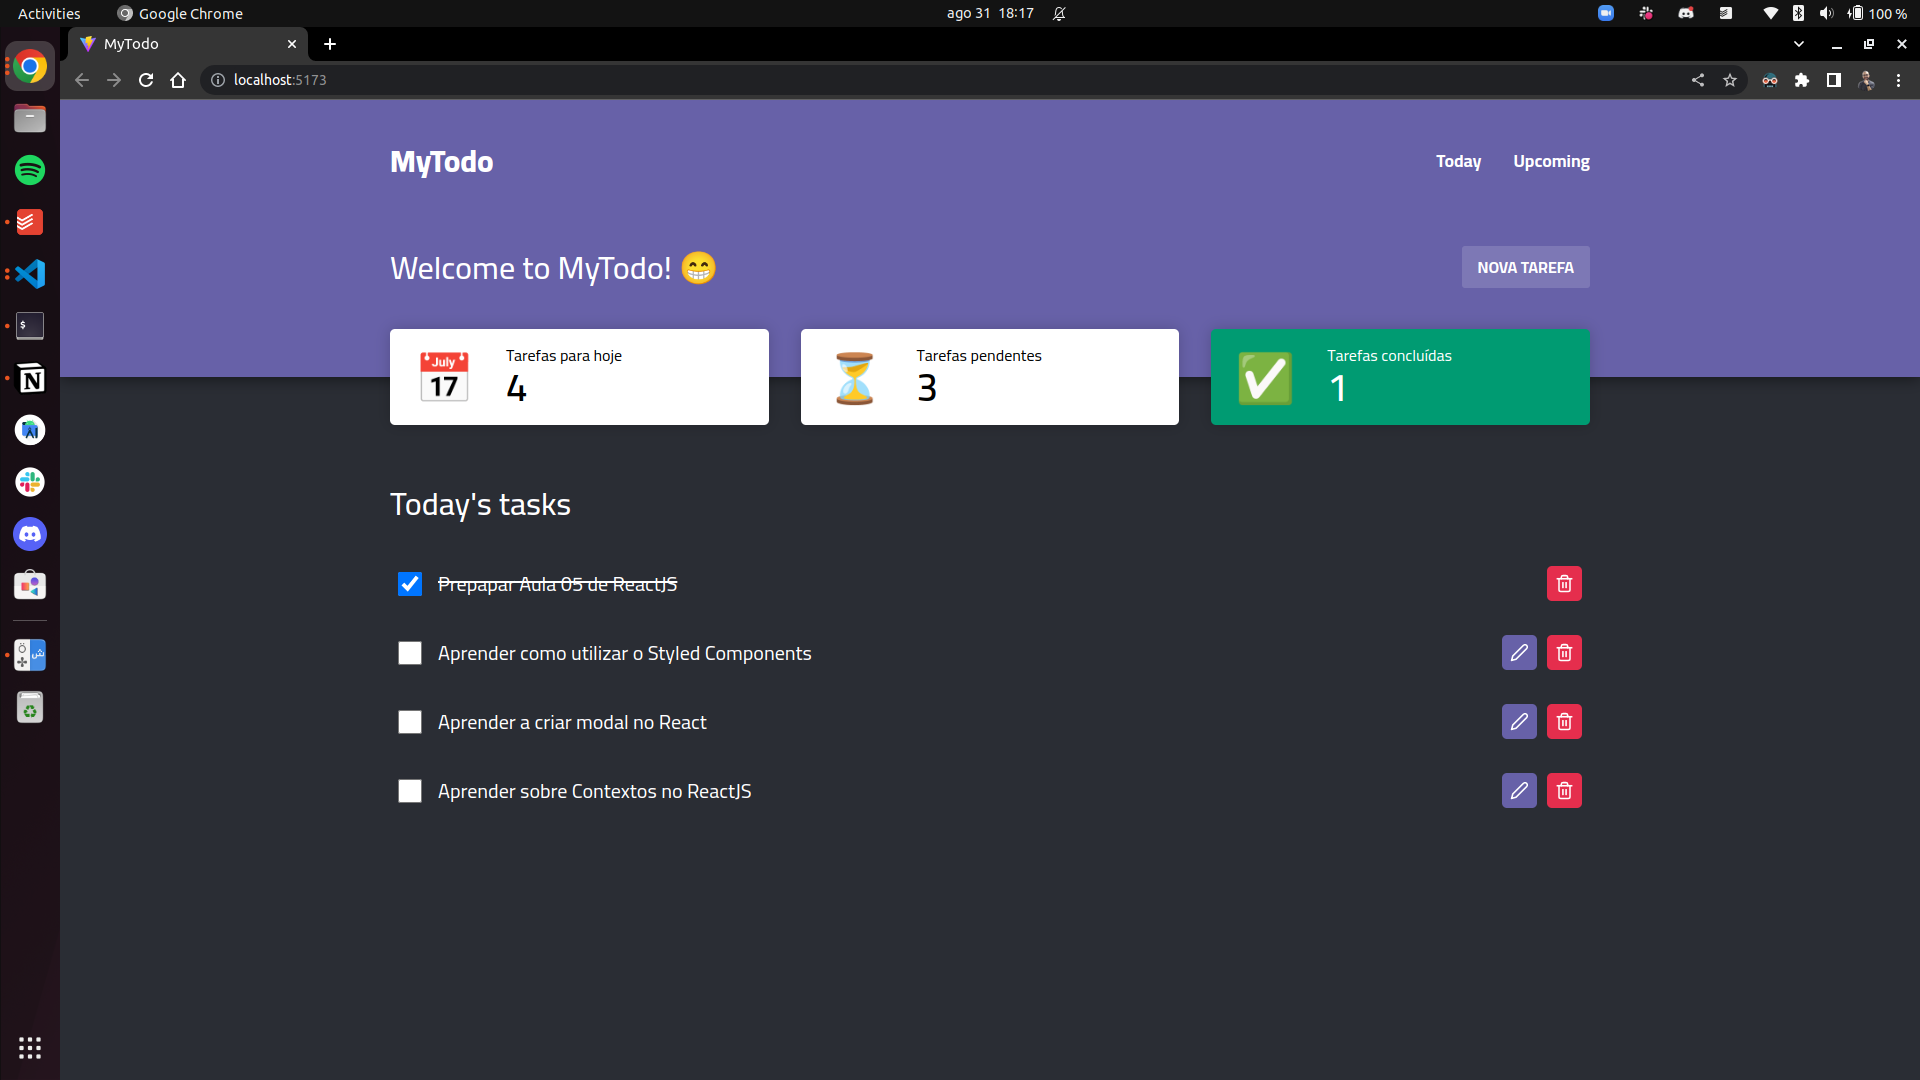 Activities
Google Chrome
ago 31 18:17
100 %
MyTodo
localhost:5173
MyTodo
Today
Upcoming
Welcome to MyTodo! 😁
NOVA TAREFA
July
17
Tarefas para hoje
4
Tarefas pendentes
3
Tarefas concluídas
1
Today's tasks
Prepapar Aula 05 de ReactJS
Aprender como utilizar o Styled Components
Aprender a criar modal no React
Aprender sobre Contextos no ReactJS